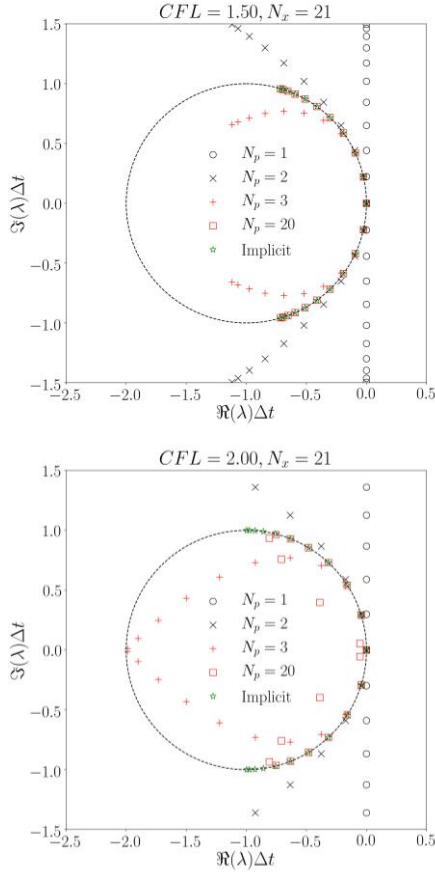 CFL = 1.50, N_x = 21
1.5
1.0
0.5
0.0
−0.5
−1.0
−1.5
ℑ(λ)Δt
N_p = 1
N_p = 2
N_p = 3
N_p = 20
Implicit
−2.5 −2.0 −1.5 −1.0 −0.5 0.0
ℜ(λ)Δt
CFL = 2.00, N_x = 21
1.5
1.0
0.5
0.0
−0.5
−1.0
−1.5
ℑ(λ)Δt
N_p = 1
N_p = 2
N_p = 3
N_p = 20
Implicit
−2.5 −2.0 −1.5 −1.0 −0.5 0.0
ℜ(λ)Δt